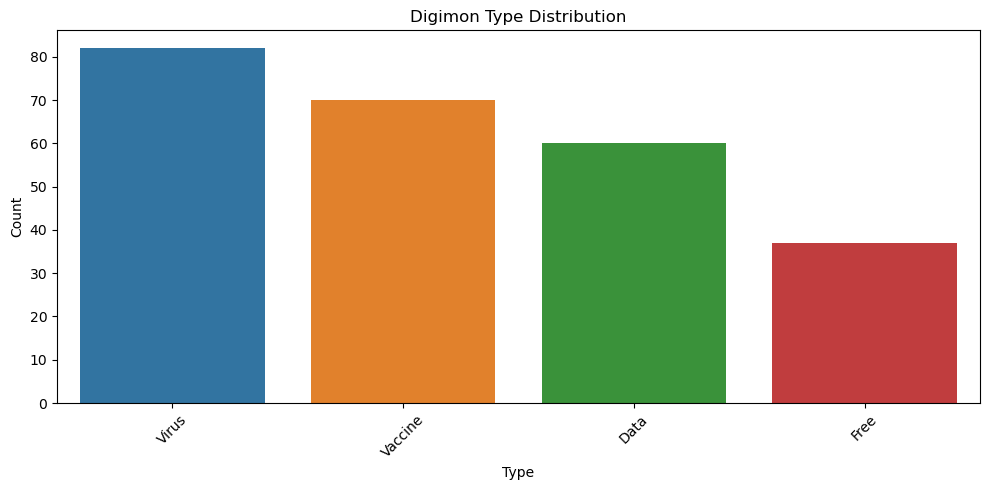 Digimon Type Distribution
Count
80
70
60
50
40
30
20
10
0
Virus
Vaccine
Data
Free
Type